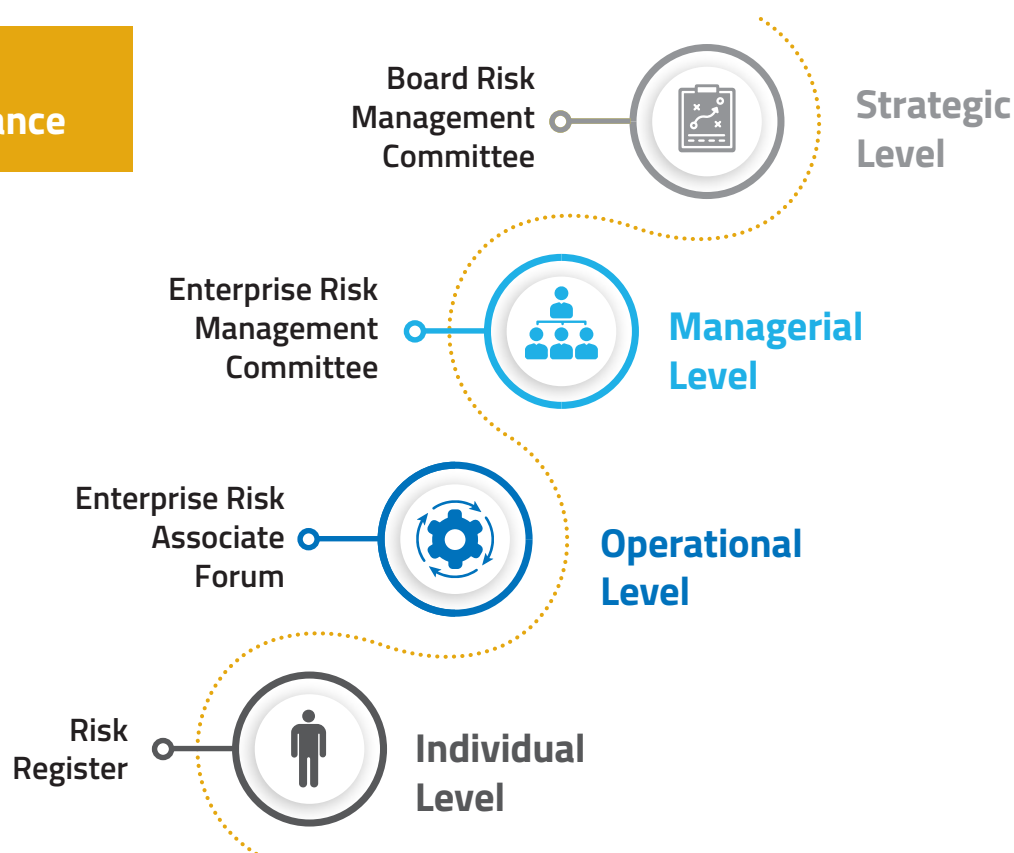 Board Risk
Management
Committee
Strategic
Level
Enterprise Risk
Management
Committee
Managerial
Level
Enterprise Risk
Associate
Forum
Operational
Level
Risk
Register
Individual
Level